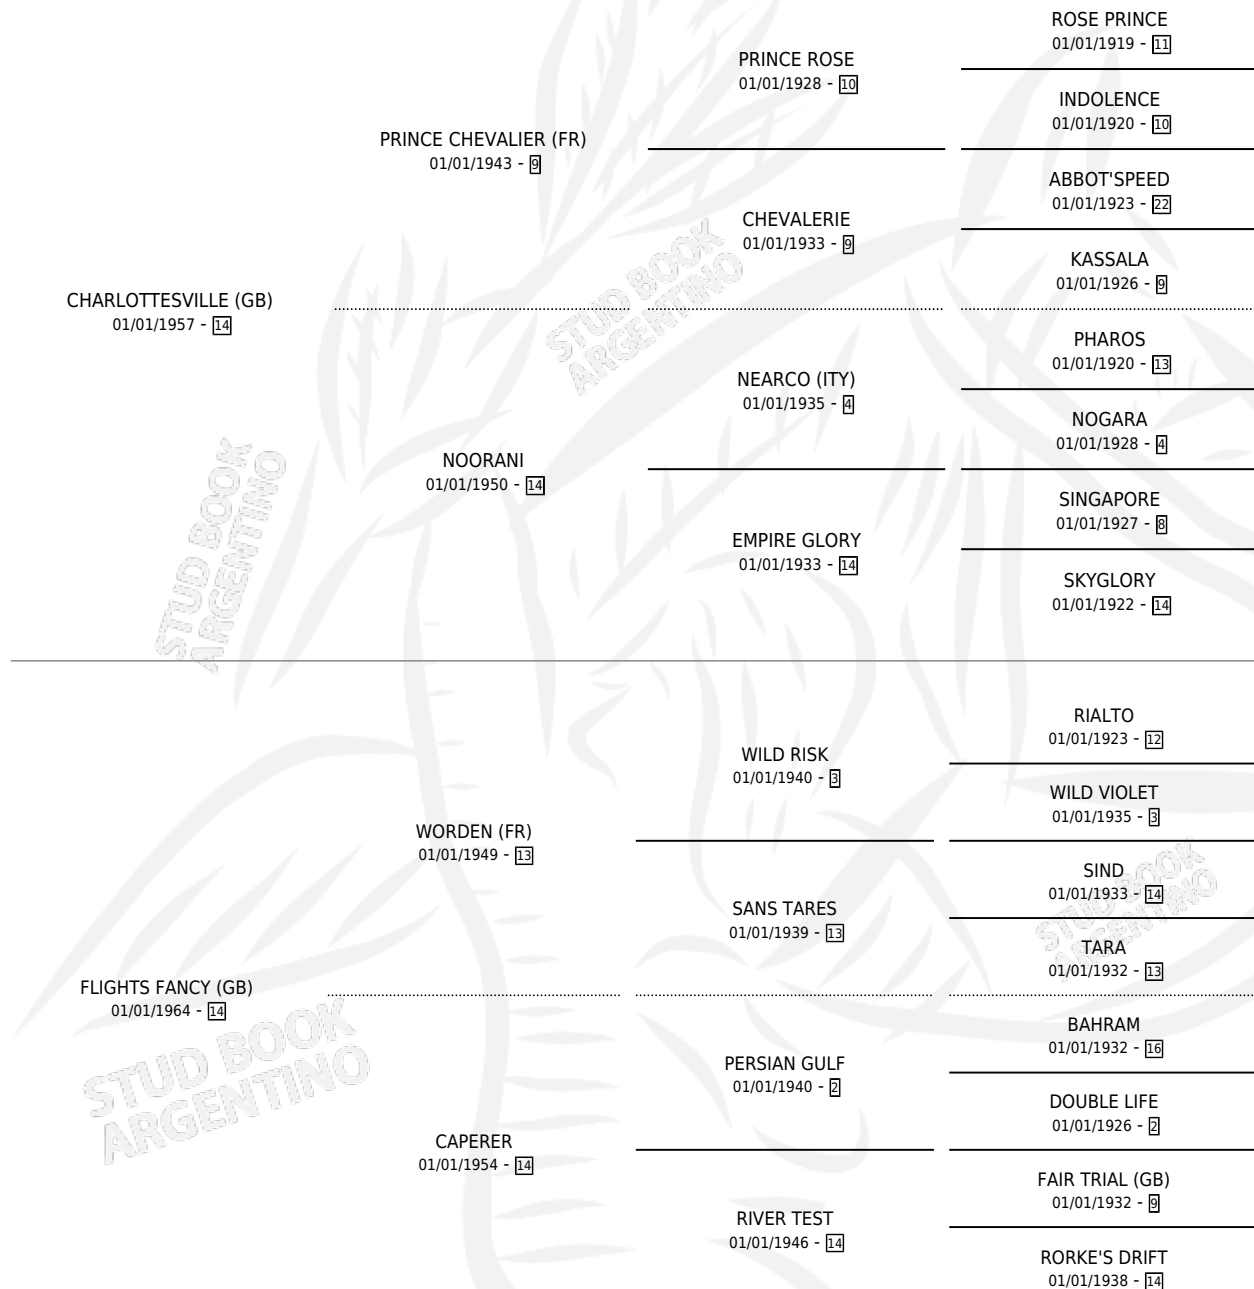 ROSE PRINCE
01/01/1919 - 11
PRINCE ROSE
01/01/1928 - 10
INDOLENCE
01/01/1920 - 10
PRINCE CHEVALIER (FR)
01/01/1943 - 9
ABBOT'SPEED
01/01/1923 - 22
CHEVALERIE
01/01/1933 - 9
KASSALA
01/01/1926 - 9
CHARLOTTESVILLE (GB)
01/01/1957 - 14
PHAROS
01/01/1920 - 13
NEARCO (ITY)
01/01/1935 - 4
NOGARA
01/01/1928 - 4
NOORANI
01/01/1950 - 14
SINGAPORE
01/01/1927 - 8
EMPIRE GLORY
01/01/1933 - 14
SKYGLORY
01/01/1922 - 14
RIALTO
01/01/1923 - 12
WILD RISK
01/01/1940 - 3
WILD VIOLET
01/01/1935 - 3
WORDEN (FR)
01/01/1949 - 13
SIND
01/01/1933 - 14
SANS TARES
01/01/1939 - 13
TARA
01/01/1932 - 13
FLIGHTS FANCY (GB)
01/01/1964 - 14
BAHRAM
01/01/1932 - 16
PERSIAN GULF
01/01/1940 - 2
DOUBLE LIFE
01/01/1926 - 2
CAPERER
01/01/1954 - 14
FAIR TRIAL (GB)
01/01/1932 - 9
RIVER TEST
01/01/1946 - 14
RORKE'S DRIFT
01/01/1938 - 14
STUD BOOK
ARGENTINO
STUD BOOK
ARGENTINO
STUD BOOK
ARGENTINO
STUD BOOK
ARGENTINO